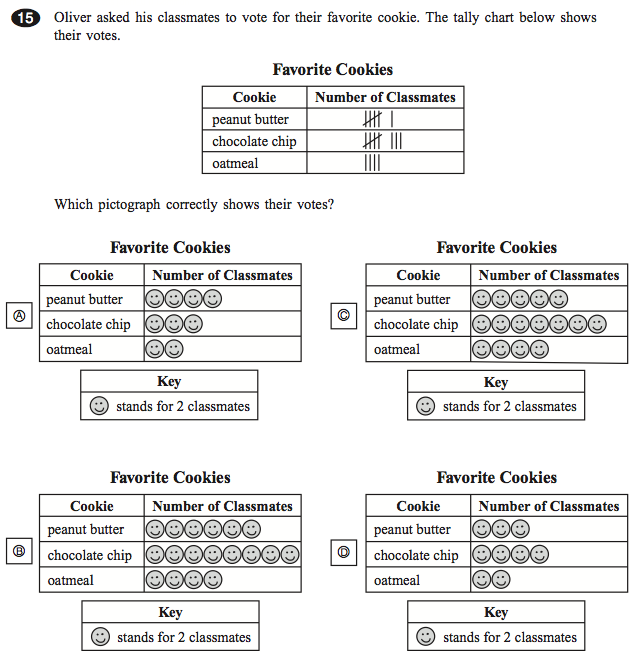 15 Oliver asked his classmates to vote for their favorite cookie. The tally chart below shows
their votes.
Favorite Cookies
Cookie Number of Classmates
peanut butter
chocolate chip
oatmeal
Which pictograph correctly shows their votes?
Favorite Cookies
Cookie Number of Classmates
A
peanut butter
chocolate chip
oatmeal
Key
stands for 2 classmates
Favorite Cookies
Cookie Number of Classmates
C
peanut butter
chocolate chip
oatmeal
Key
stands for 2 classmates
Favorite Cookies
Cookie Number of Classmates
B
peanut butter
chocolate chip
oatmeal
Key
stands for 2 classmates
Favorite Cookies
Cookie Number of Classmates
D
peanut butter
chocolate chip
oatmeal
Key
stands for 2 classmates